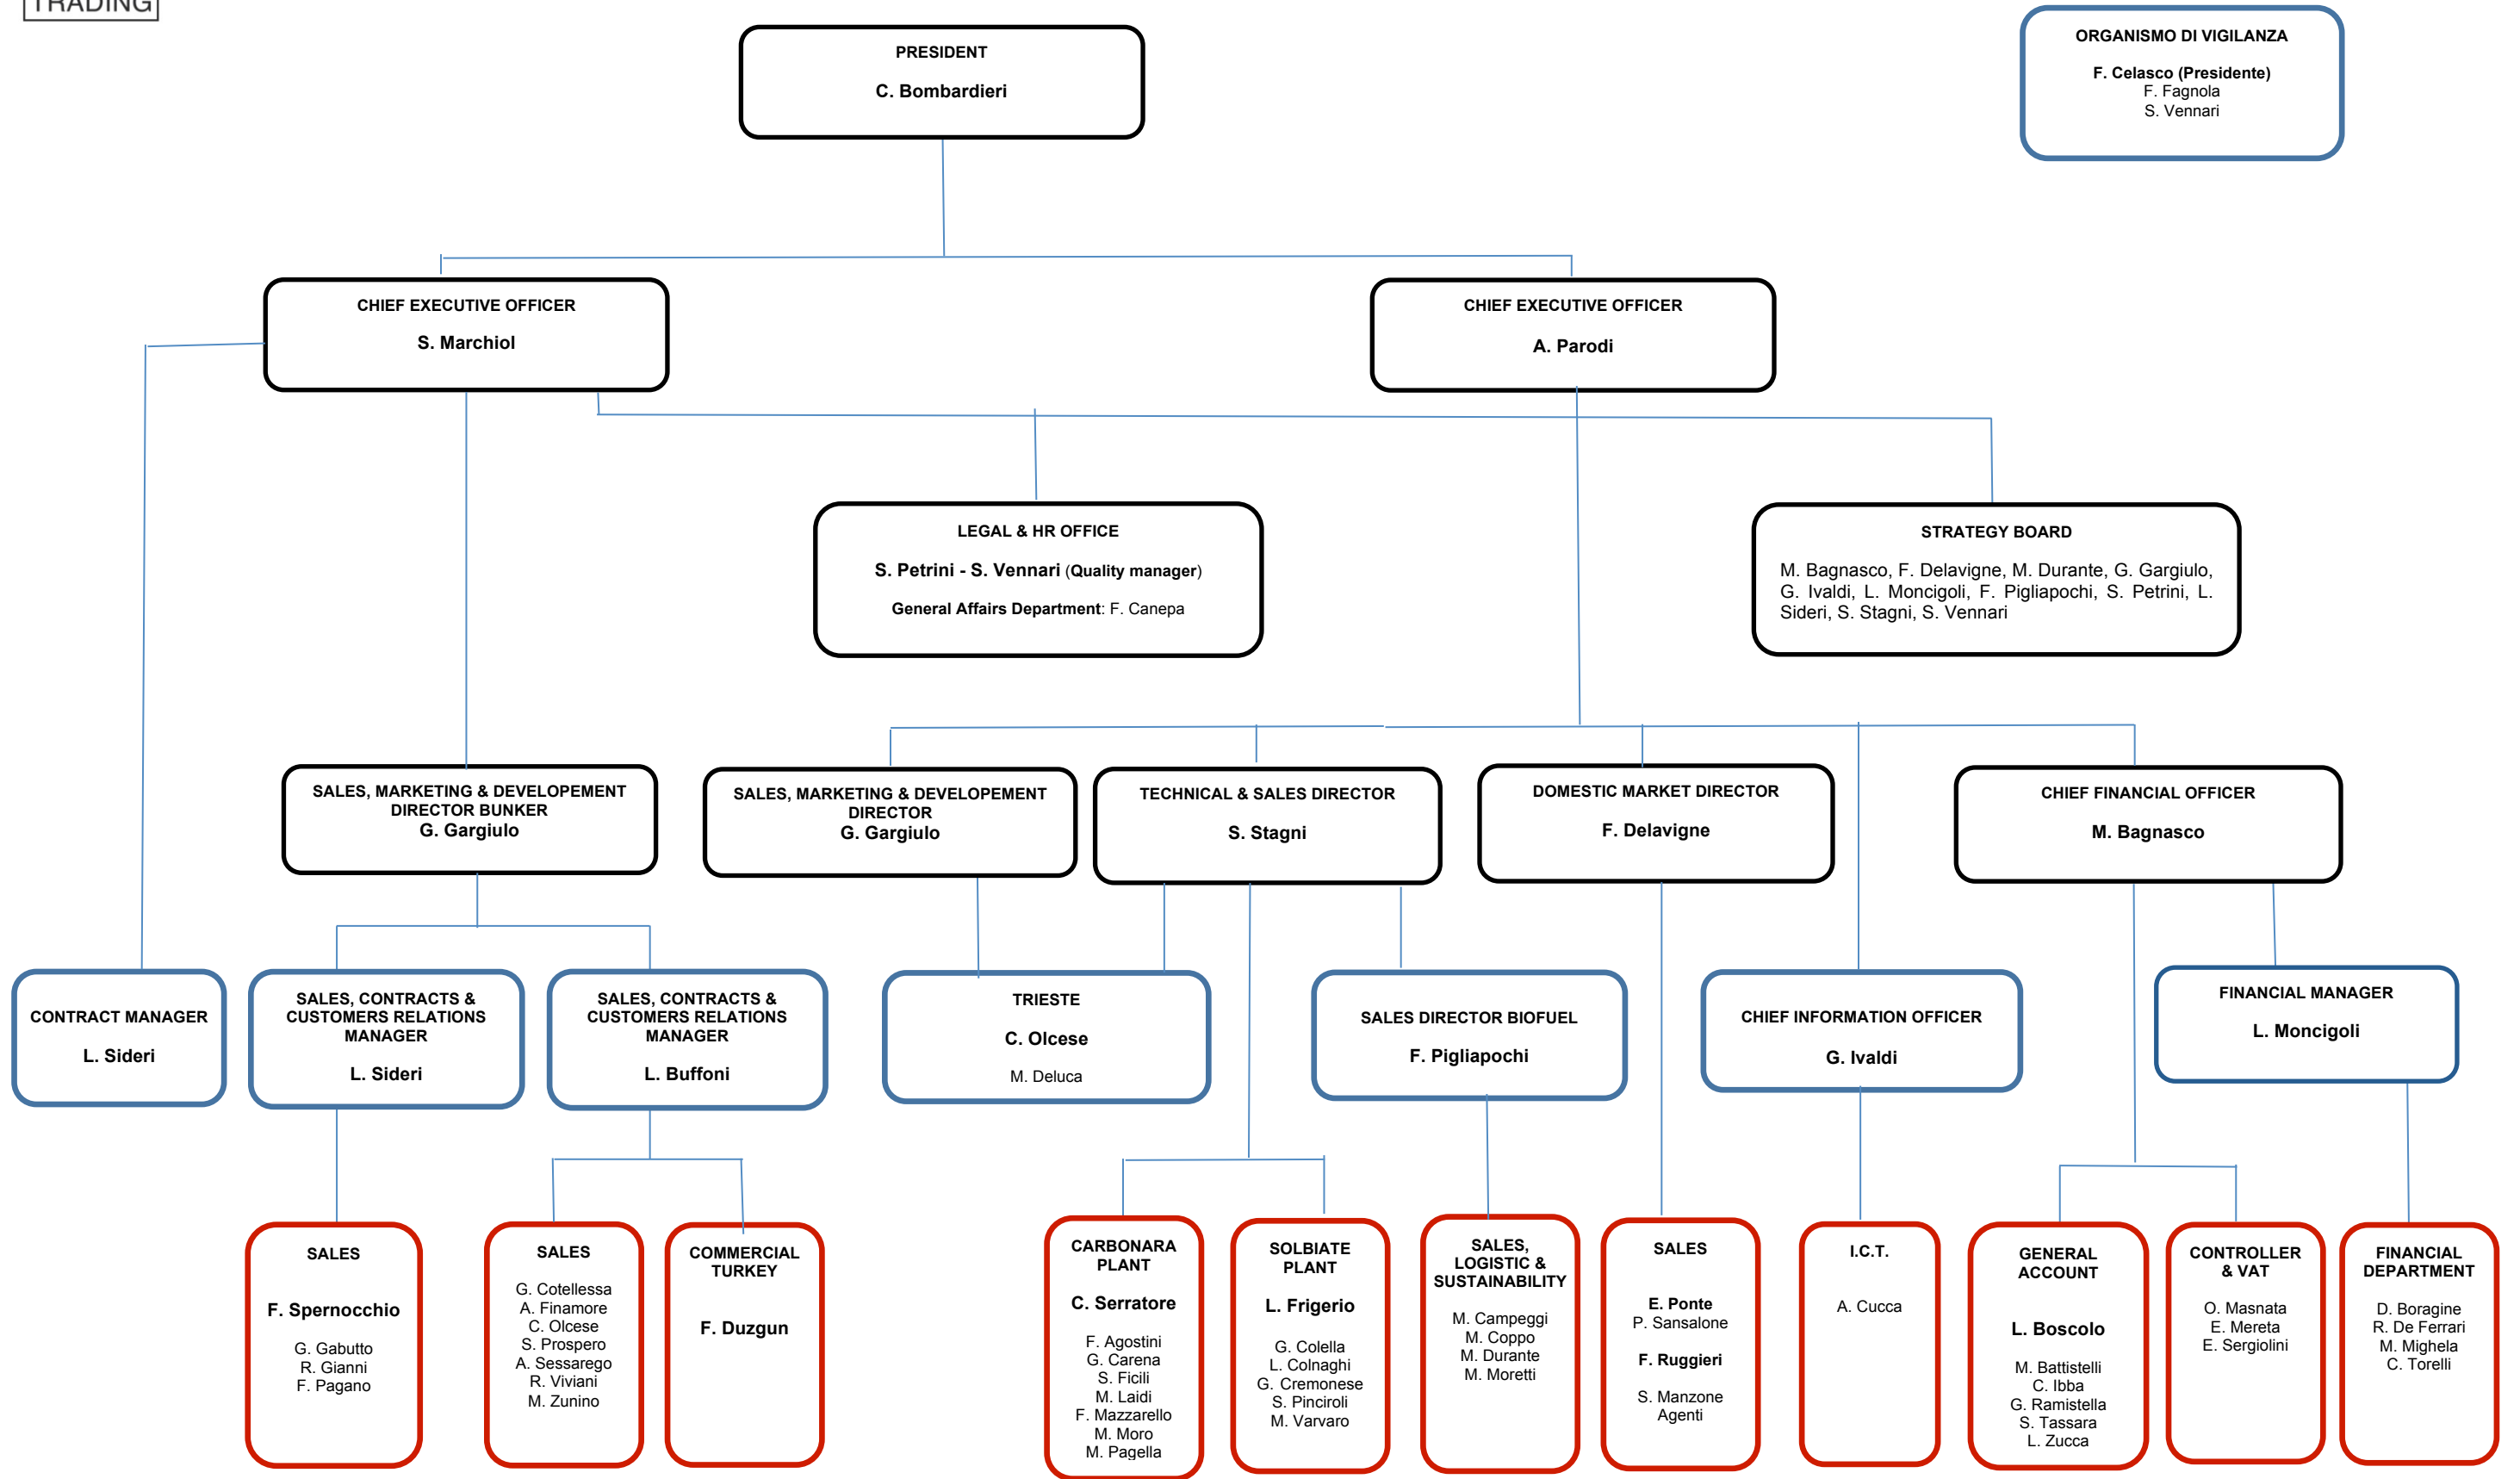 TRADING
PRESIDENT
C. Bombardieri
ORGANISMO DI VIGILANZA
F. Celasco (Presidente)
F. Fagnola
S. Vennari
CHIEF EXECUTIVE OFFICER
S. Marchiol
CHIEF EXECUTIVE OFFICER
A. Parodi
LEGAL & HR OFFICE
S. Petrini - S. Vennari (Quality manager)
General Affairs Department: F. Canepa
STRATEGY BOARD
M. Bagnasco, F. Delavigne, M. Durante, G. Gargiulo,
G. Ivaldi, L. Moncigoli, F. Pigliapochi, S. Petrini, L.
Sideri, S. Stagni, S. Vennari
SALES, MARKETING & DEVELOPEMENT
DIRECTOR BUNKER
G. Gargiulo
SALES, MARKETING & DEVELOPEMENT
DIRECTOR
G. Gargiulo
TECHNICAL & SALES DIRECTOR
S. Stagni
DOMESTIC MARKET DIRECTOR
F. Delavigne
CHIEF FINANCIAL OFFICER
M. Bagnasco
CONTRACT MANAGER
L. Sideri
SALES, CONTRACTS &
CUSTOMERS RELATIONS
MANAGER
L. Sideri
SALES, CONTRACTS &
CUSTOMERS RELATIONS
MANAGER
L. Buffoni
TRIESTE
C. Olcese
M. Deluca
SALES DIRECTOR BIOFUEL
F. Pigliapochi
CHIEF INFORMATION OFFICER
G. Ivaldi
FINANCIAL MANAGER
L. Moncigoli
SALES
F. Spernocchio
G. Gabutto
R. Gianni
F. Pagano
SALES
G. Cotellessa
A. Finamore
C. Olcese
S. Prospero
A. Sessarego
R. Viviani
M. Zunino
COMMERCIAL
TURKEY
F. Duzgun
CARBONARA
PLANT
C. Serratore
F. Agostini
G. Carena
S. Ficili
M. Laidi
F. Mazzarello
M. Moro
M. Pagella
SOLBIATE
PLANT
L. Frigerio
G. Colella
L. Colnaghi
G. Cremonese
S. Pinciroli
M. Varvaro
SALES,
LOGISTIC &
SUSTAINABILITY
M. Campeggi
M. Coppo
M. Durante
M. Moretti
SALES
E. Ponte
P. Sansalone
F. Ruggieri
S. Manzone
Agenti
I.C.T.
A. Cucca
GENERAL
ACCOUNT
L. Boscolo
M. Battistelli
C. Ibba
G. Ramistella
S. Tassara
L. Zucca
CONTROLLER
& VAT
O. Masnata
E. Mereta
E. Sergiolini
FINANCIAL
DEPARTMENT
D. Boragine
R. De Ferrari
M. Mighela
C. Torelli